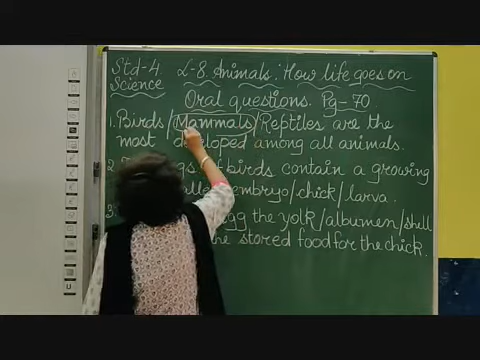 Std-4 L-8 Animals: How life goes on
Science
Oral questions. Pg-70
1. Birds/Mammals/Reptiles are the
most developed among all animals.
2. of birds contain a growing
embryo/chick/larva.
3. the yolk/albumen/shell
the stored food for the chick.